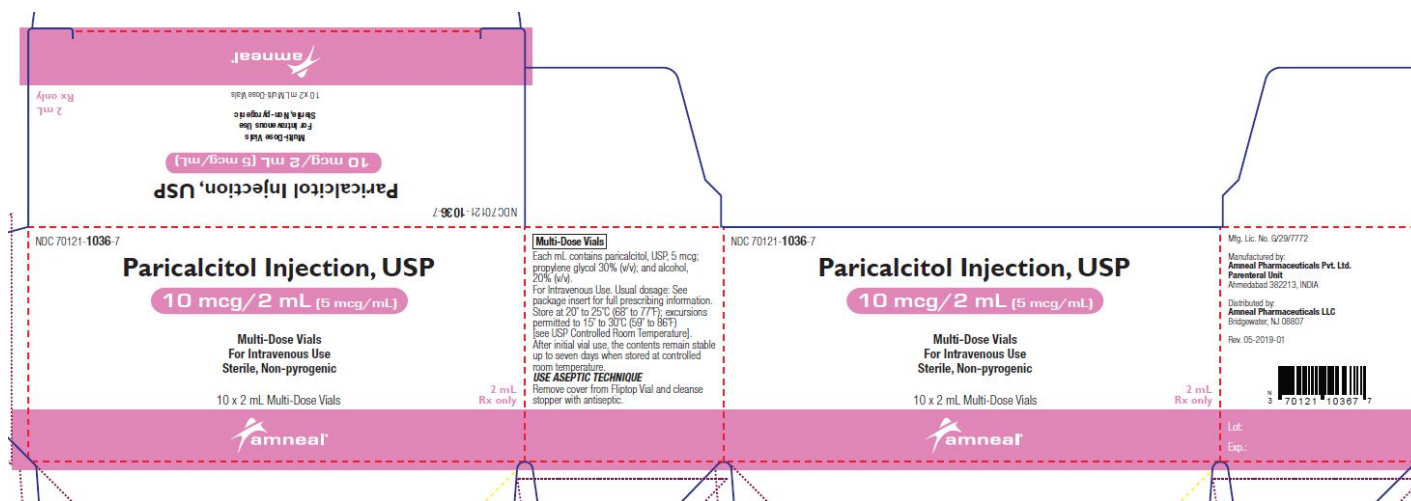 amneal
10 x 2 mL Multi-Dose Vials
Rx only
2 mL
Sterile, Non-pyrogenic
For Intravenous Use
Multi-Dose Vials
10 mcg/2 mL (5 mcg/mL)
Paricalcitol Injection, USP
NDC 70121-1036-7
NDC 70121-1036-7
Paricalcitol Injection, USP
10 mcg/2 mL (5 mcg/mL)
Multi-Dose Vials
For Intravenous Use
Sterile, Non-pyrogenic
10 x 2 mL Multi-Dose Vials
2 mL
Rx only
amneal
Multi-Dose Vials
Each mL contains paricalcitol, USP, 5 mcg;
propylene glycol 30% (v/v); and alcohol,
20% (v/v).
For Intravenous Use. Usual dosage: See
package insert for full prescribing information.
Store at 20° to 25°C (68° to 77°F); excursions
permitted to 15° to 30°C (59° to 86°F)
[see USP Controlled Room Temperature].
After initial vial use, the contents remain stable
up to seven days when stored at controlled
room temperature.
USE ASEPTIC TECHNIQUE
Remove cover from Fliptop Vial and cleanse
stopper with antiseptic.
NDC 70121-1036-7
Paricalcitol Injection, USP
10 mcg/2 mL (5 mcg/mL)
Multi-Dose Vials
For Intravenous Use
Sterile, Non-pyrogenic
10 x 2 mL Multi-Dose Vials
2 mL
Rx only
amneal
Mfg. Lic. No. G/29/7772
Manufactured by:
Amneal Pharmaceuticals Pvt. Ltd.
Parenteral Unit
Ahmedabad 382213, INDIA
Distributed by:
Amneal Pharmaceuticals LLC
Bridgewater, NJ 08807
Rev. 05-2019-01
N
3 70121 10367 7
Lot:
Exp.: